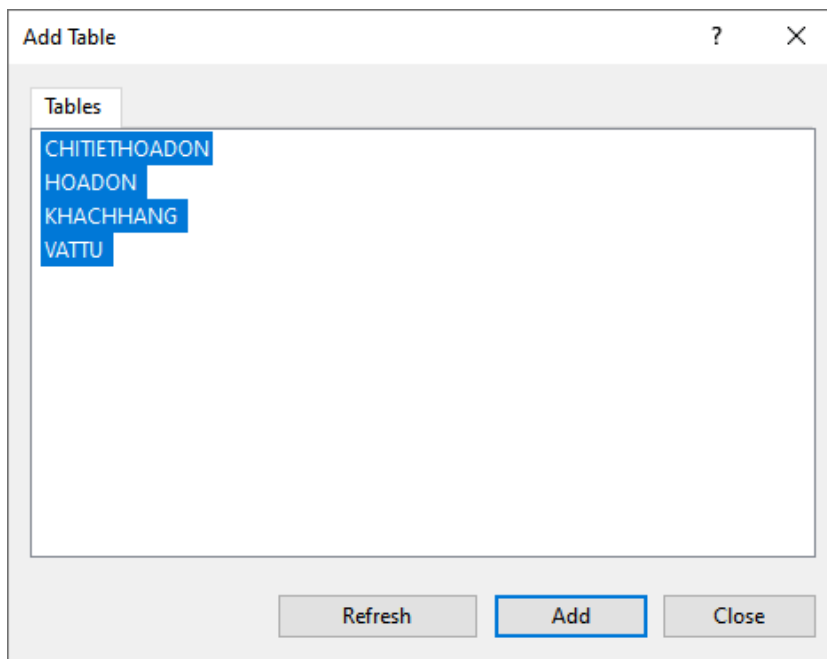 Add Table
?
Tables
CHITIETHOADON
HOADON
KHACHHANG
VATTU
Refresh
Add
Close